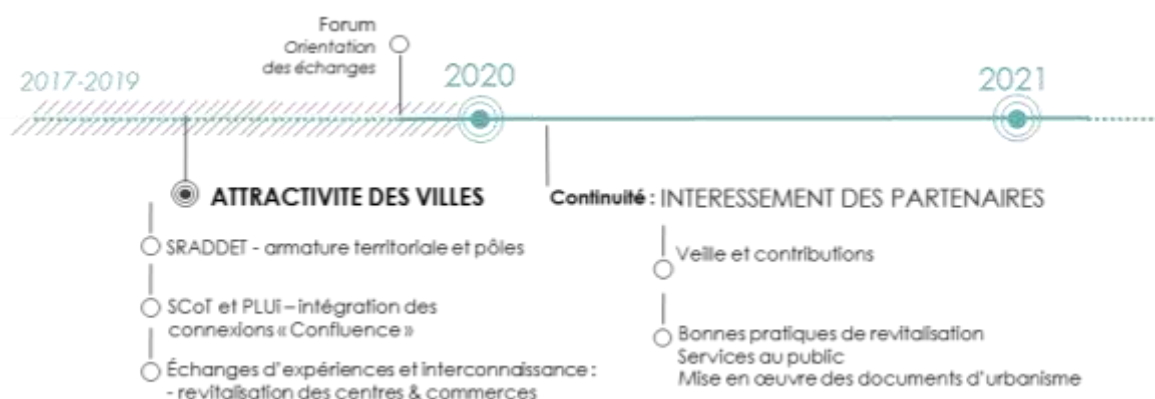 Forum
Orientation
des échanges
2017-2019
2020
2021
ATTRACTIVITE DES VILLES
SRADDET - armature territoriale et pôles
SCoT et PLUi – intégration des
connexions « Confluence »
Échanges d'expériences et interconnaissance :
- revitalisation des centres & commerces
Continuité : INTERESSEMENT DES PARTENAIRES
Veille et contributions
Bonnes pratiques de revitalisation
Services au public
Mise en œuvre des documents d'urbanisme